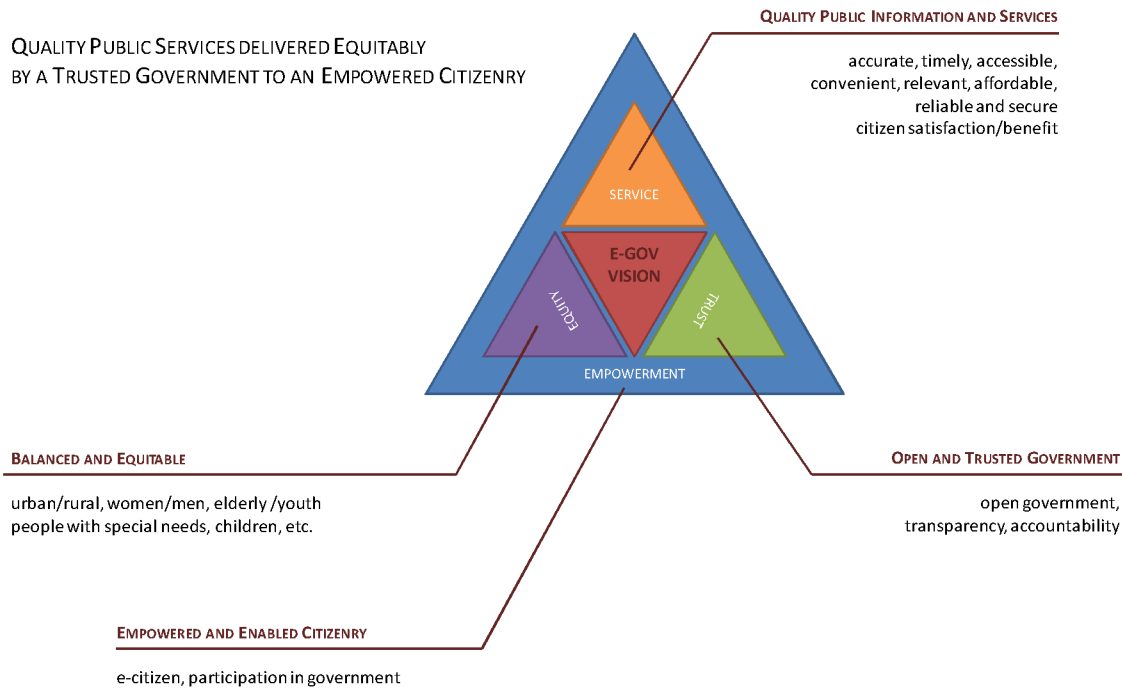 QUALITY PUBLIC INFORMATION AND SERVICES
QUALITY PUBLIC SERVICES DELIVERED EQUITABLY
BY A TRUSTED GOVERNMENT TO AN EMPOWERED CITIZENRY
accurate, timely, accessible,
convenient, relevant, affordable,
reliable and secure
citizen satisfaction/benefit
SERVICE
E-GOV
VISION
EQUITY
TRUST
EMPOWERMENT
BALANCED AND EQUITABLE
urban/rural, women/men, elderly /youth
people with special needs, children, etc.
OPEN AND TRUSTED GOVERNMENT
open government,
transparency, accountability
EMPOWERED AND ENABLED CITIZENRY
e-citizen, participation in government